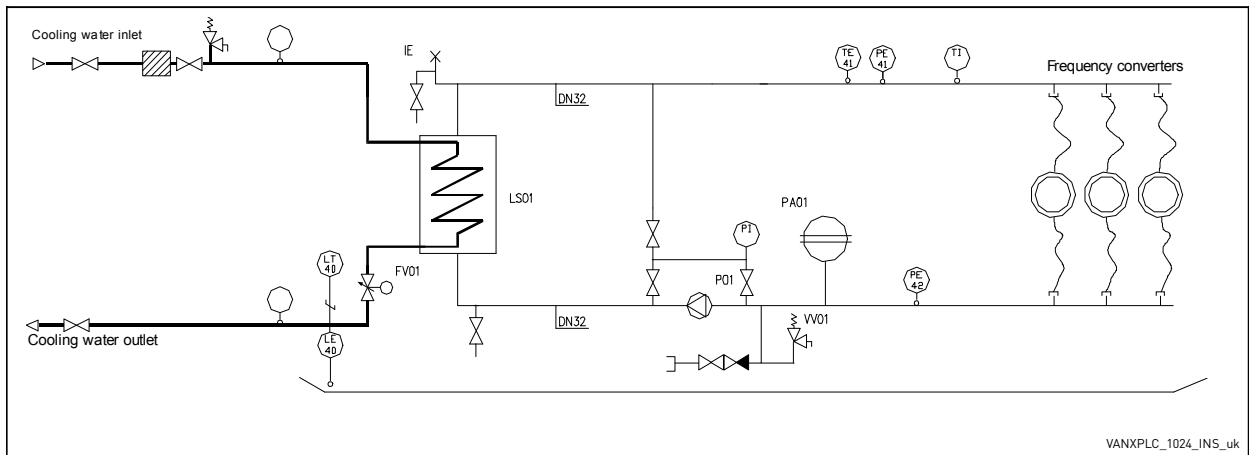 Cooling water inlet
IE
TE
41
PE
41
TI
Frequency converters
DN32
LS01
PA01
PI
LT
40
FV01
P01
PE
42
DN32
VV01
Cooling water outlet
LE
40
VANXPLC_1024_INS_uk